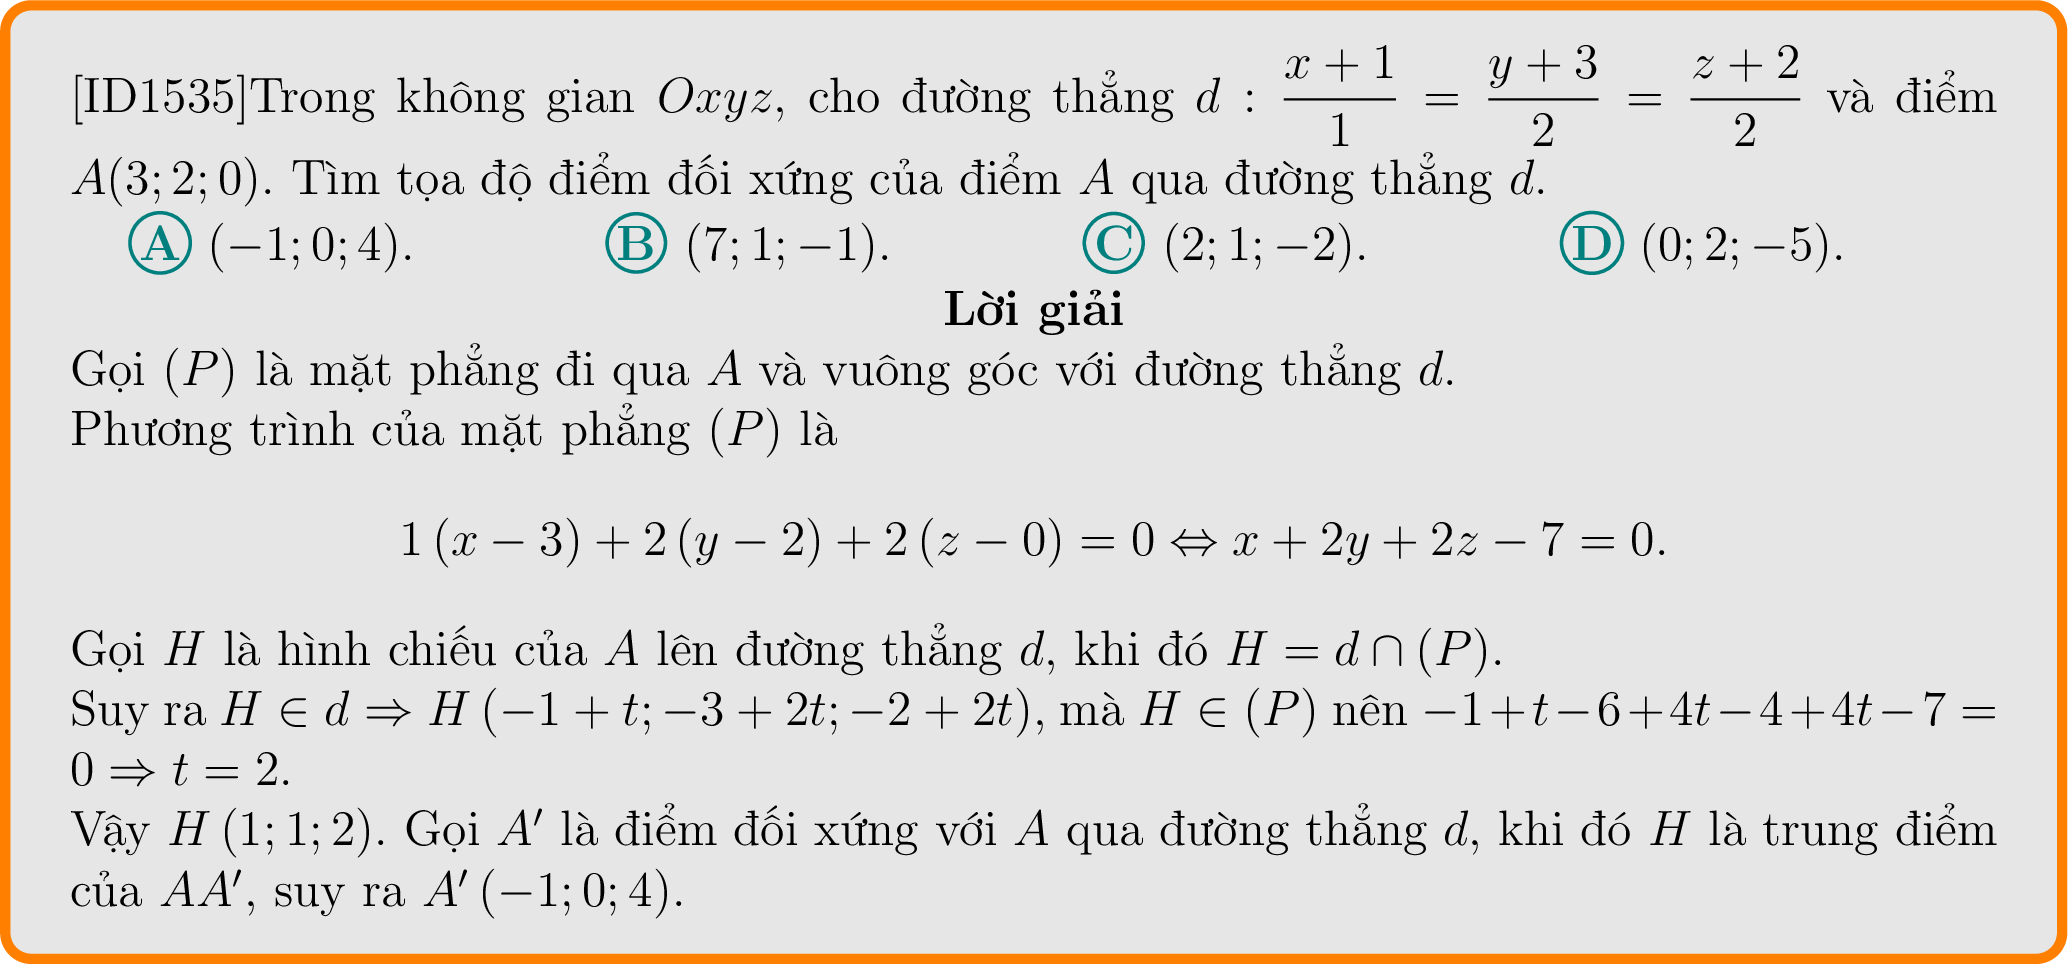 [ID1535]Trong không gian Oxyz, cho đường thẳng d : \frac{x + 1}{1} = \frac{y + 3}{2} = \frac{z + 2}{2} và điểm
A(3; 2; 0). Tìm tọa độ điểm đối xứng của điểm A qua đường thẳng d.
A (−1; 0; 4). B (7; 1; −1). C (2; 1; −2). D (0; 2; −5).
Lời giải
Gọi (P) là mặt phẳng đi qua A và vuông góc với đường thẳng d.
Phương trình của mặt phẳng (P) là
1 (x − 3) + 2 (y − 2) + 2 (z − 0) = 0 ⇔ x + 2y + 2z − 7 = 0.
Gọi H là hình chiếu của A lên đường thẳng d, khi đó H = d ∩ (P).
Suy ra H ∈ d ⇒ H (−1 + t; −3 + 2t; −2 + 2t), mà H ∈ (P) nên −1 + t − 6 + 4t − 4 + 4t − 7 =
0 ⇒ t = 2.
Vậy H (1; 1; 2). Gọi A′ là điểm đối xứng với A qua đường thẳng d, khi đó H là trung điểm
của AA′, suy ra A′ (−1; 0; 4).